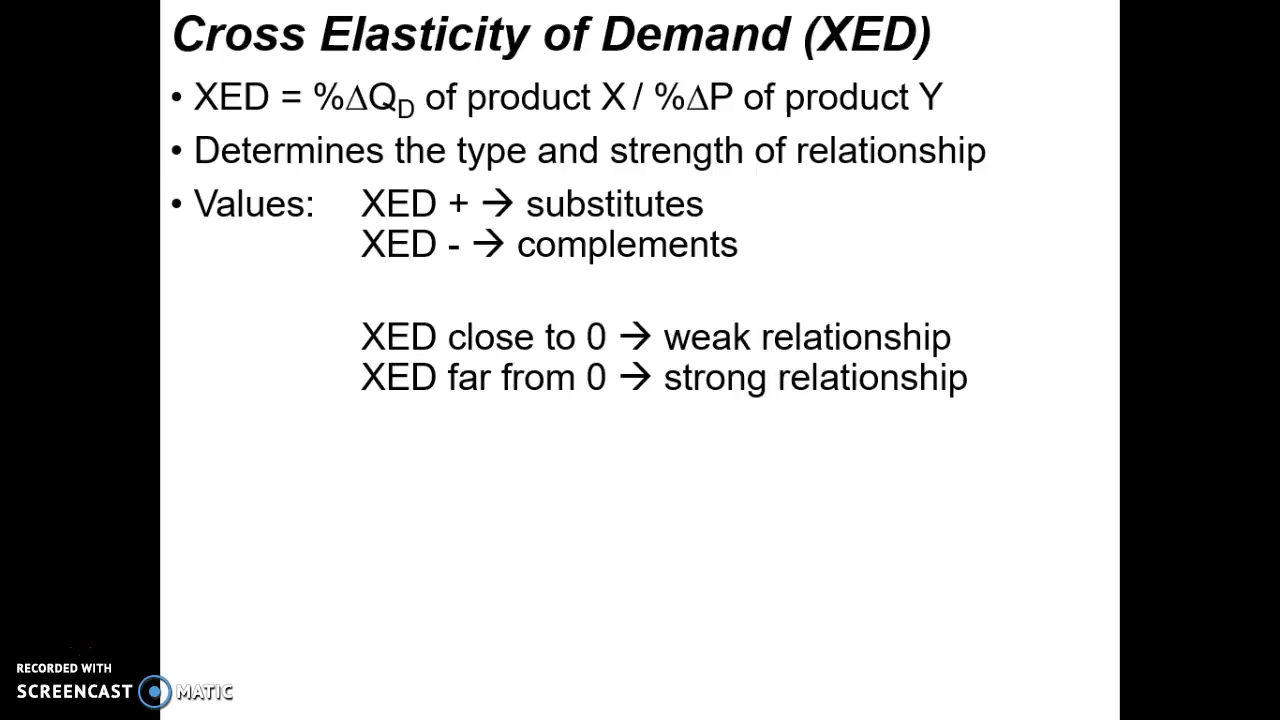 Cross Elasticity of Demand (XED)
• XED = %∆QD of product X / %∆P of product Y
• Determines the type and strength of relationship
• Values: XED + → substitutes
XED - → complements
XED close to 0 → weak relationship
XED far from 0 → strong relationship
RECORDED WITH
SCREENCAST MATIC